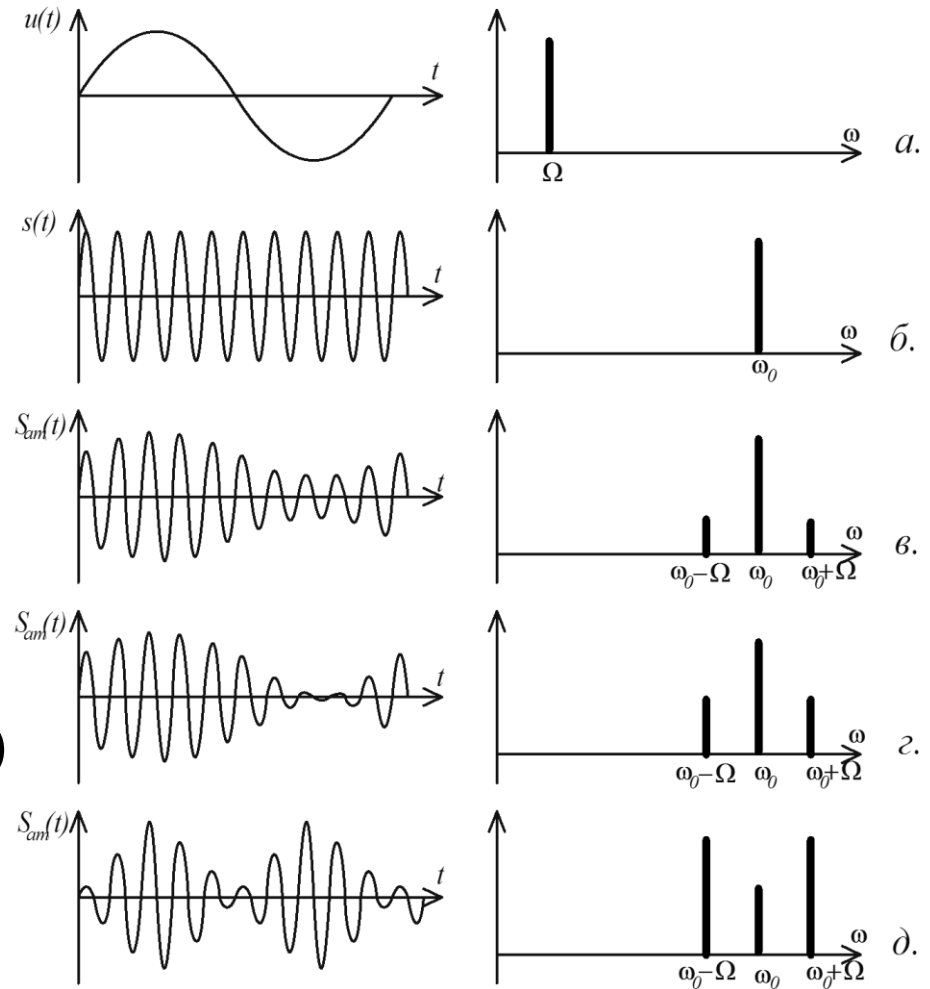 u(t)
t
ω
Ω
а.
s(t)
t
ω
ω₀
б.
Sₐₘ(t)
t
ω
ω₀−Ω ω₀ ω₀+Ω
в.
Sₐₘ(t)
t
ω
ω₀−Ω ω₀ ω₀+Ω
г.
Sₐₘ(t)
t
ω
ω₀−Ω ω₀ ω₀+Ω
д.